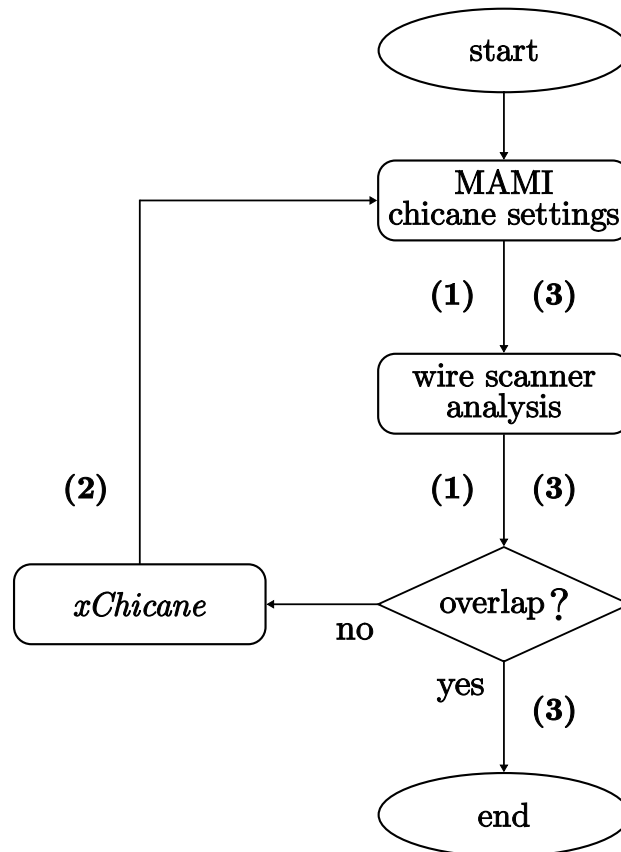 start
MAMI
chicane settings
(1) (3)
wire scanner
analysis
(1) (3)
(2)
xChicane
overlap?
no
yes
(3)
end